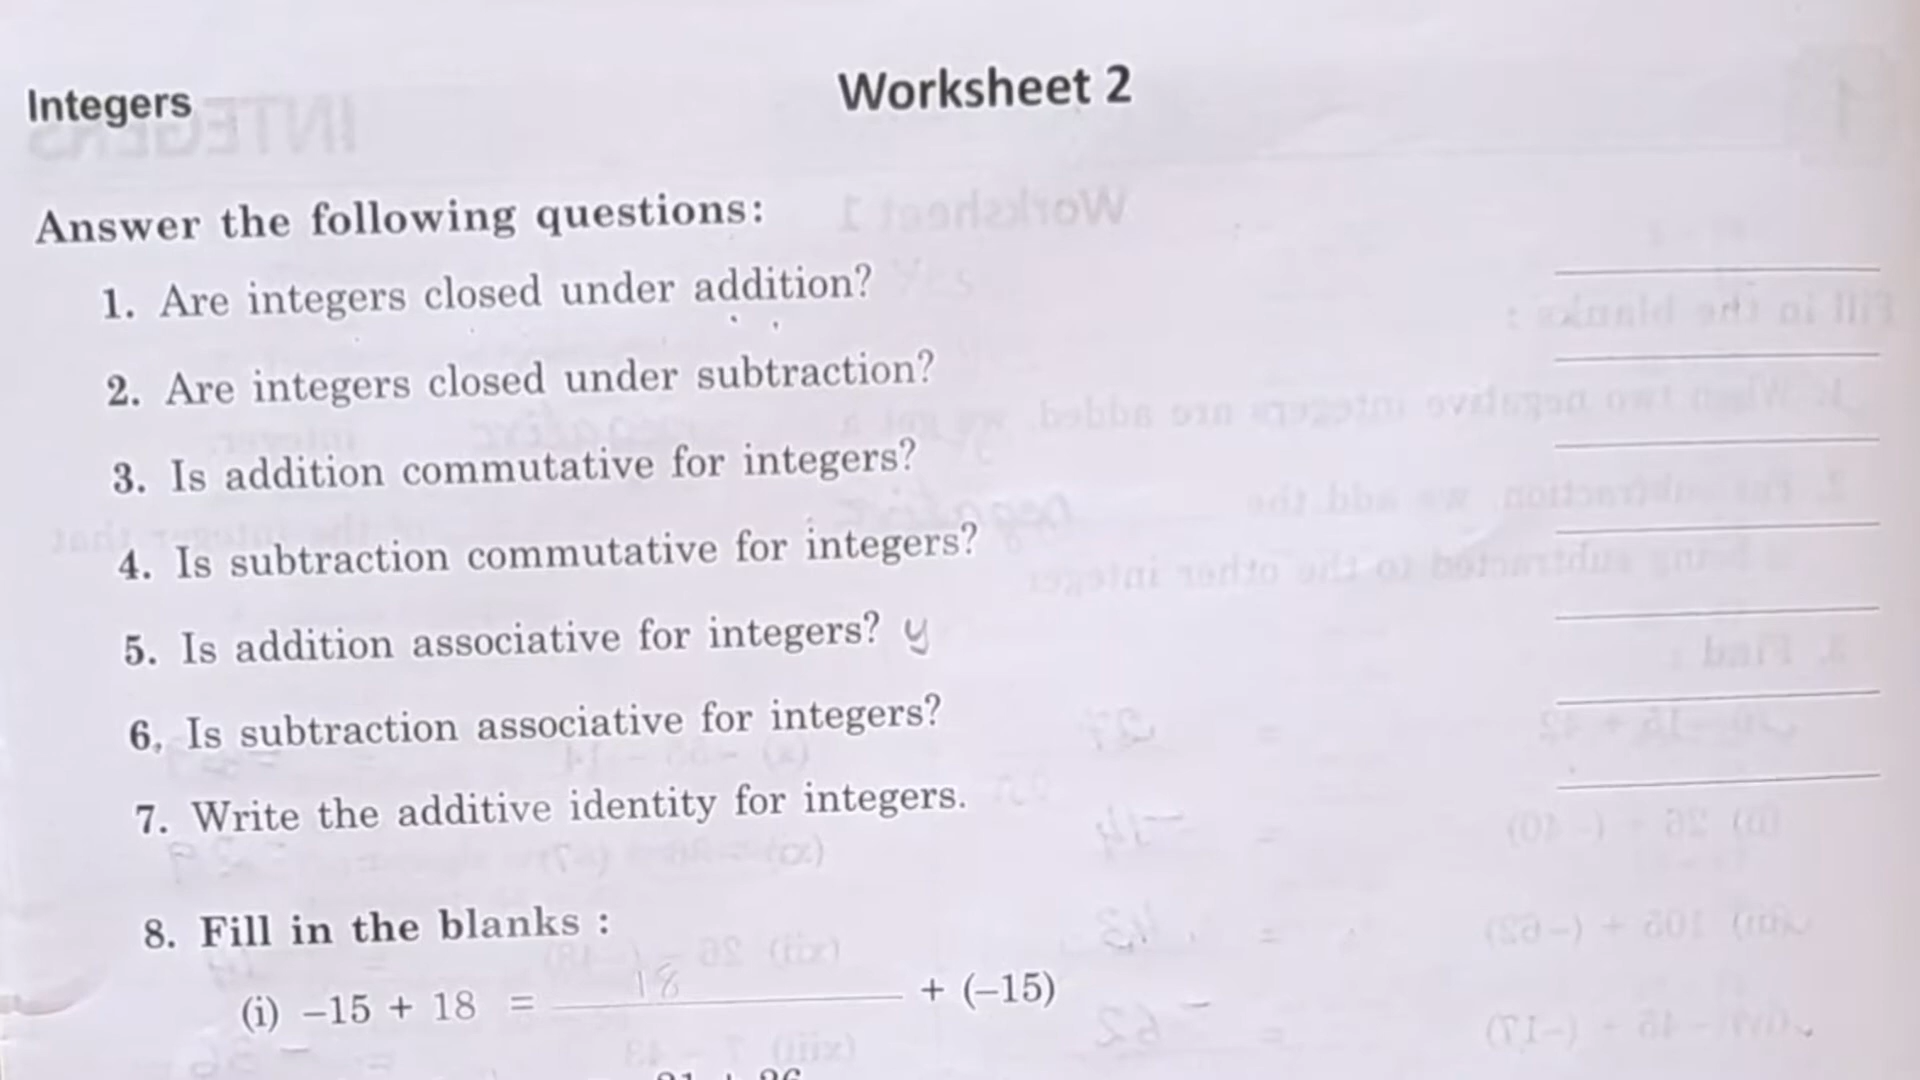 Integers
Worksheet 2
Answer the following questions:
1. Are integers closed under addition? Yes
2. Are integers closed under subtraction?
3. Is addition commutative for integers?
4. Is subtraction commutative for integers?
5. Is addition associative for integers? y
6. Is subtraction associative for integers?
7. Write the additive identity for integers.
8. Fill in the blanks :
(i) –15 + 18 = 18 + (–15)